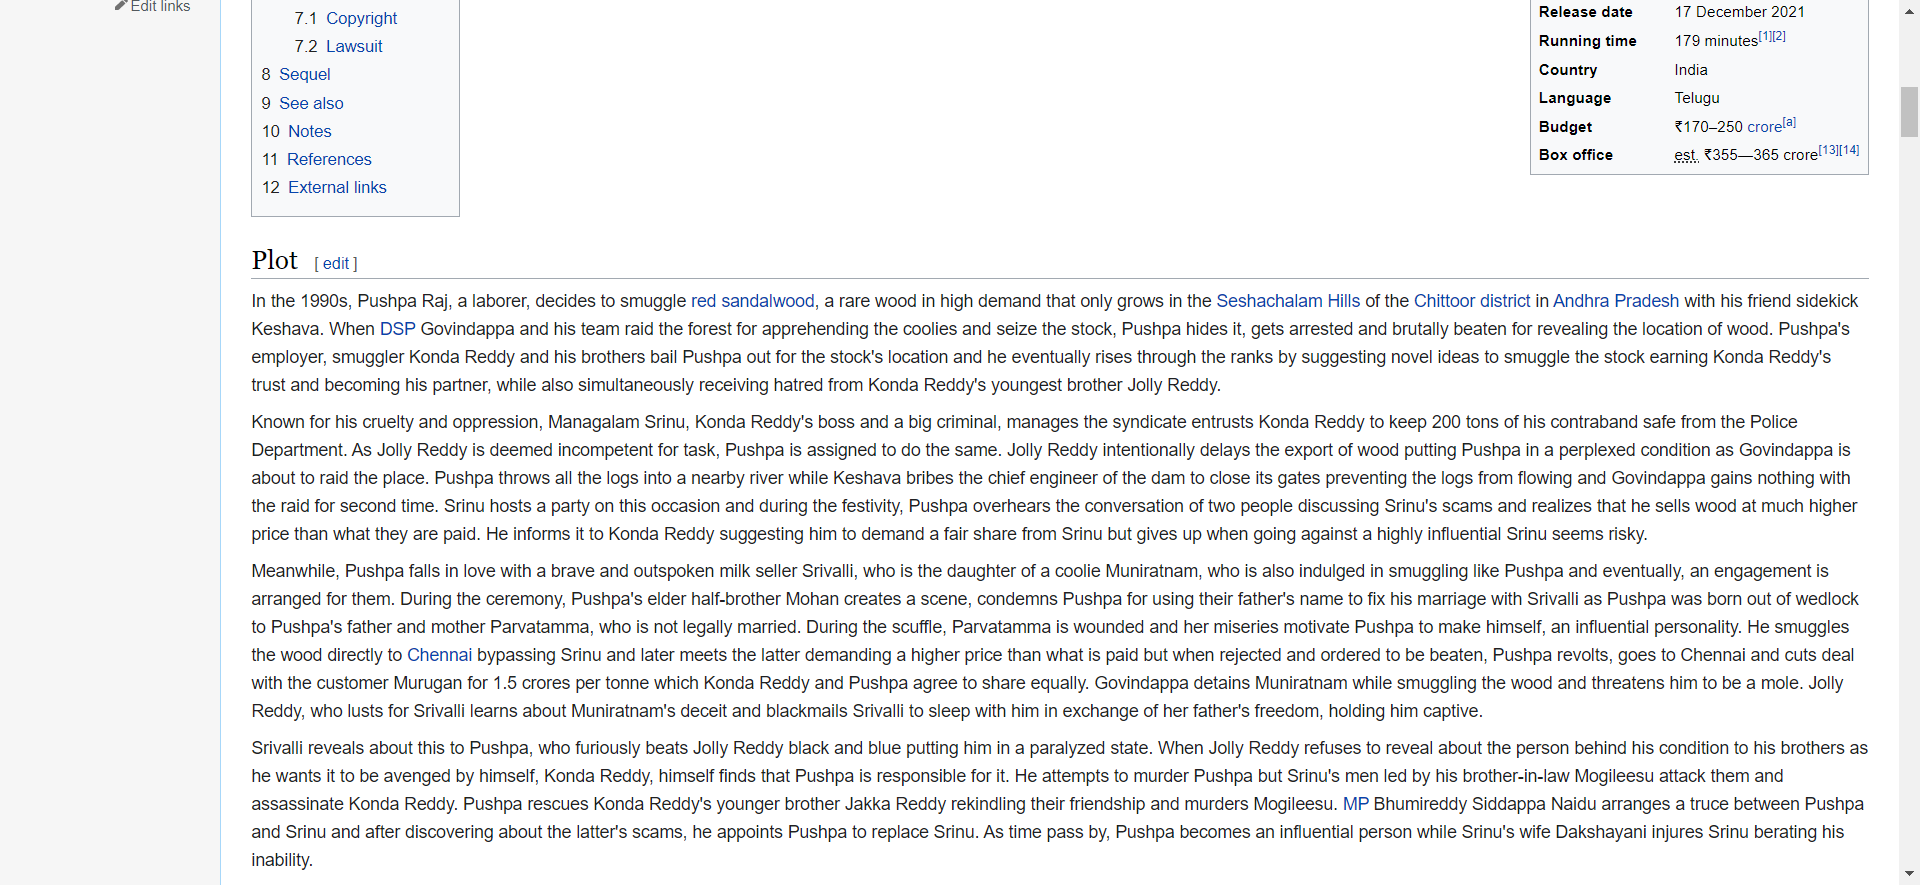 Edit links
7.1 Copyright
7.2 Lawsuit
8 Sequel
9 See also
10 Notes
11 References
12 External links
Release date 17 December 2021
Running time 179 minutes[1][2]
Country India
Language Telugu
Budget ₹170–250 crore[a]
Box office est. ₹355—365 crore[13][14]
Plot [ edit ]
In the 1990s, Pushpa Raj, a laborer, decides to smuggle red sandalwood, a rare wood in high demand that only grows in the Seshachalam Hills of the Chittoor district in Andhra Pradesh with his friend sidekick
Keshava. When DSP Govindappa and his team raid the forest for apprehending the coolies and seize the stock, Pushpa hides it, gets arrested and brutally beaten for revealing the location of wood. Pushpa's
employer, smuggler Konda Reddy and his brothers bail Pushpa out for the stock's location and he eventually rises through the ranks by suggesting novel ideas to smuggle the stock earning Konda Reddy's
trust and becoming his partner, while also simultaneously receiving hatred from Konda Reddy's youngest brother Jolly Reddy.
Known for his cruelty and oppression, Managalam Srinu, Konda Reddy's boss and a big criminal, manages the syndicate entrusts Konda Reddy to keep 200 tons of his contraband safe from the Police
Department. As Jolly Reddy is deemed incompetent for task, Pushpa is assigned to do the same. Jolly Reddy intentionally delays the export of wood putting Pushpa in a perplexed condition as Govindappa is
about to raid the place. Pushpa throws all the logs into a nearby river while Keshava bribes the chief engineer of the dam to close its gates preventing the logs from flowing and Govindappa gains nothing with
the raid for second time. Srinu hosts a party on this occasion and during the festivity, Pushpa overhears the conversation of two people discussing Srinu's scams and realizes that he sells wood at much higher
price than what they are paid. He informs it to Konda Reddy suggesting him to demand a fair share from Srinu but gives up when going against a highly influential Srinu seems risky.
Meanwhile, Pushpa falls in love with a brave and outspoken milk seller Srivalli, who is the daughter of a coolie Muniratnam, who is also indulged in smuggling like Pushpa and eventually, an engagement is
arranged for them. During the ceremony, Pushpa's elder half-brother Mohan creates a scene, condemns Pushpa for using their father's name to fix his marriage with Srivalli as Pushpa was born out of wedlock
to Pushpa's father and mother Parvatamma, who is not legally married. During the scuffle, Parvatamma is wounded and her miseries motivate Pushpa to make himself, an influential personality. He smuggles
the wood directly to Chennai bypassing Srinu and later meets the latter demanding a higher price than what is paid but when rejected and ordered to be beaten, Pushpa revolts, goes to Chennai and cuts deal
with the customer Murugan for 1.5 crores per tonne which Konda Reddy and Pushpa agree to share equally. Govindappa detains Muniratnam while smuggling the wood and threatens him to be a mole. Jolly
Reddy, who lusts for Srivalli learns about Muniratnam's deceit and blackmails Srivalli to sleep with him in exchange of her father's freedom, holding him captive.
Srivalli reveals about this to Pushpa, who furiously beats Jolly Reddy black and blue putting him in a paralyzed state. When Jolly Reddy refuses to reveal about the person behind his condition to his brothers as
he wants it to be avenged by himself, Konda Reddy, himself finds that Pushpa is responsible for it. He attempts to murder Pushpa but Srinu's men led by his brother-in-law Mogileesu attack them and
assassinate Konda Reddy. Pushpa rescues Konda Reddy's younger brother Jakka Reddy rekindling their friendship and murders Mogileesu. MP Bhumireddy Siddappa Naidu arranges a truce between Pushpa
and Srinu and after discovering about the latter's scams, he appoints Pushpa to replace Srinu. As time pass by, Pushpa becomes an influential person while Srinu's wife Dakshayani injures Srinu berating his
inability.